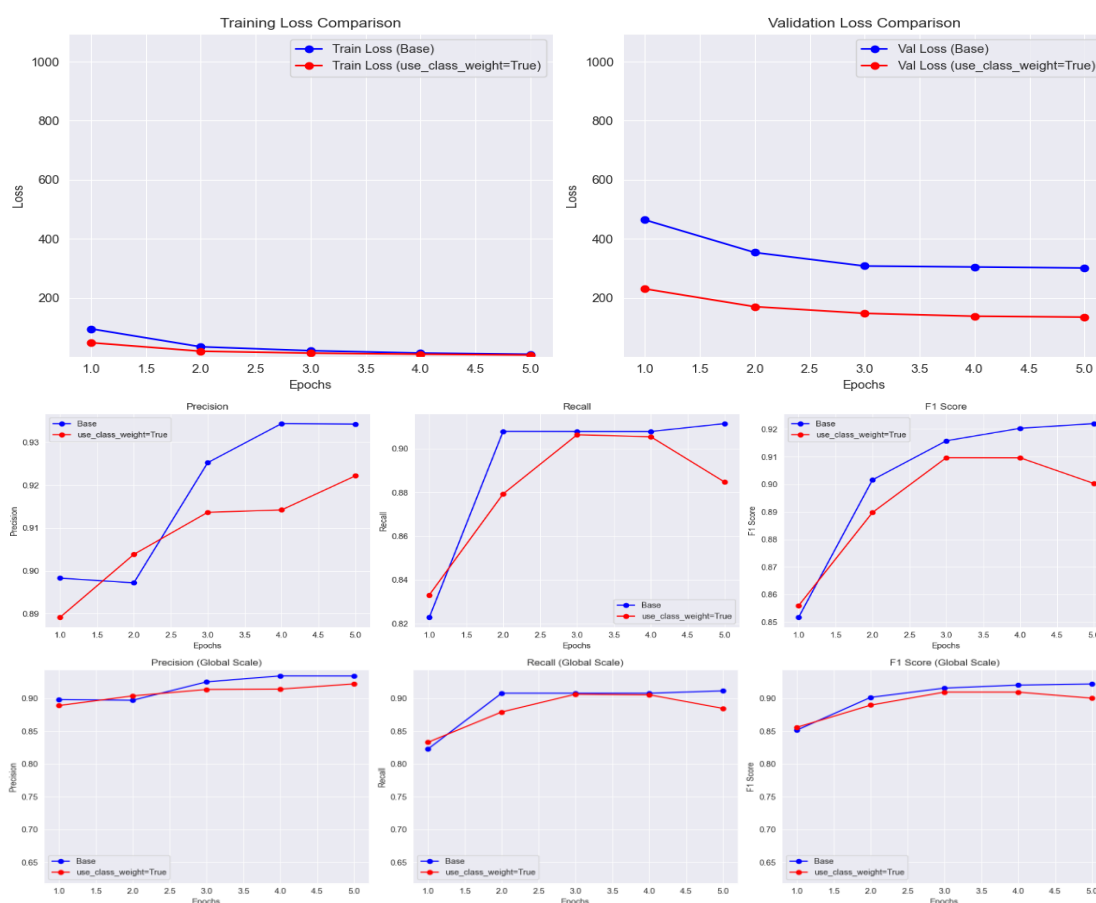 Training Loss Comparison
Train Loss (Base)
Train Loss (use_class_weight=True)
1000
800
600
400
200
Loss
1.0 1.5 2.0 2.5 3.0 3.5 4.0 4.5 5.0
Epochs
Validation Loss Comparison
Val Loss (Base)
Val Loss (use_class_weight=True)
1000
800
600
400
200
Loss
1.0 1.5 2.0 2.5 3.0 3.5 4.0 4.5 5.0
Epochs
Precision
Base
use_class_weight=True
0.93
0.92
0.91
0.90
0.89
Precision
1.0 1.5 2.0 2.5 3.0 3.5 4.0 4.5 5.0
Epochs
Recall
0.90
0.88
0.86
0.84
0.82
Recall
Base
use_class_weight=True
1.0 1.5 2.0 2.5 3.0 3.5 4.0 4.5 5.0
Epochs
F1 Score
Base
use_class_weight=True
0.92
0.91
0.90
0.89
0.88
0.87
0.86
0.85
F1 Score
1.0 1.5 2.0 2.5 3.0 3.5 4.0 4.5 5.0
Epochs
Precision (Global Scale)
0.90
0.85
0.80
0.75
0.70
0.65
Precision
Base
use_class_weight=True
1.0 1.5 2.0 2.5 3.0 3.5 4.0 4.5 5.0
Epochs
Recall (Global Scale)
0.90
0.85
0.80
0.75
0.70
0.65
Recall
Base
use_class_weight=True
1.0 1.5 2.0 2.5 3.0 3.5 4.0 4.5 5.0
Epochs
F1 Score (Global Scale)
0.90
0.85
0.80
0.75
0.70
0.65
F1 Score
Base
use_class_weight=True
1.0 1.5 2.0 2.5 3.0 3.5 4.0 4.5 5.0
Epochs